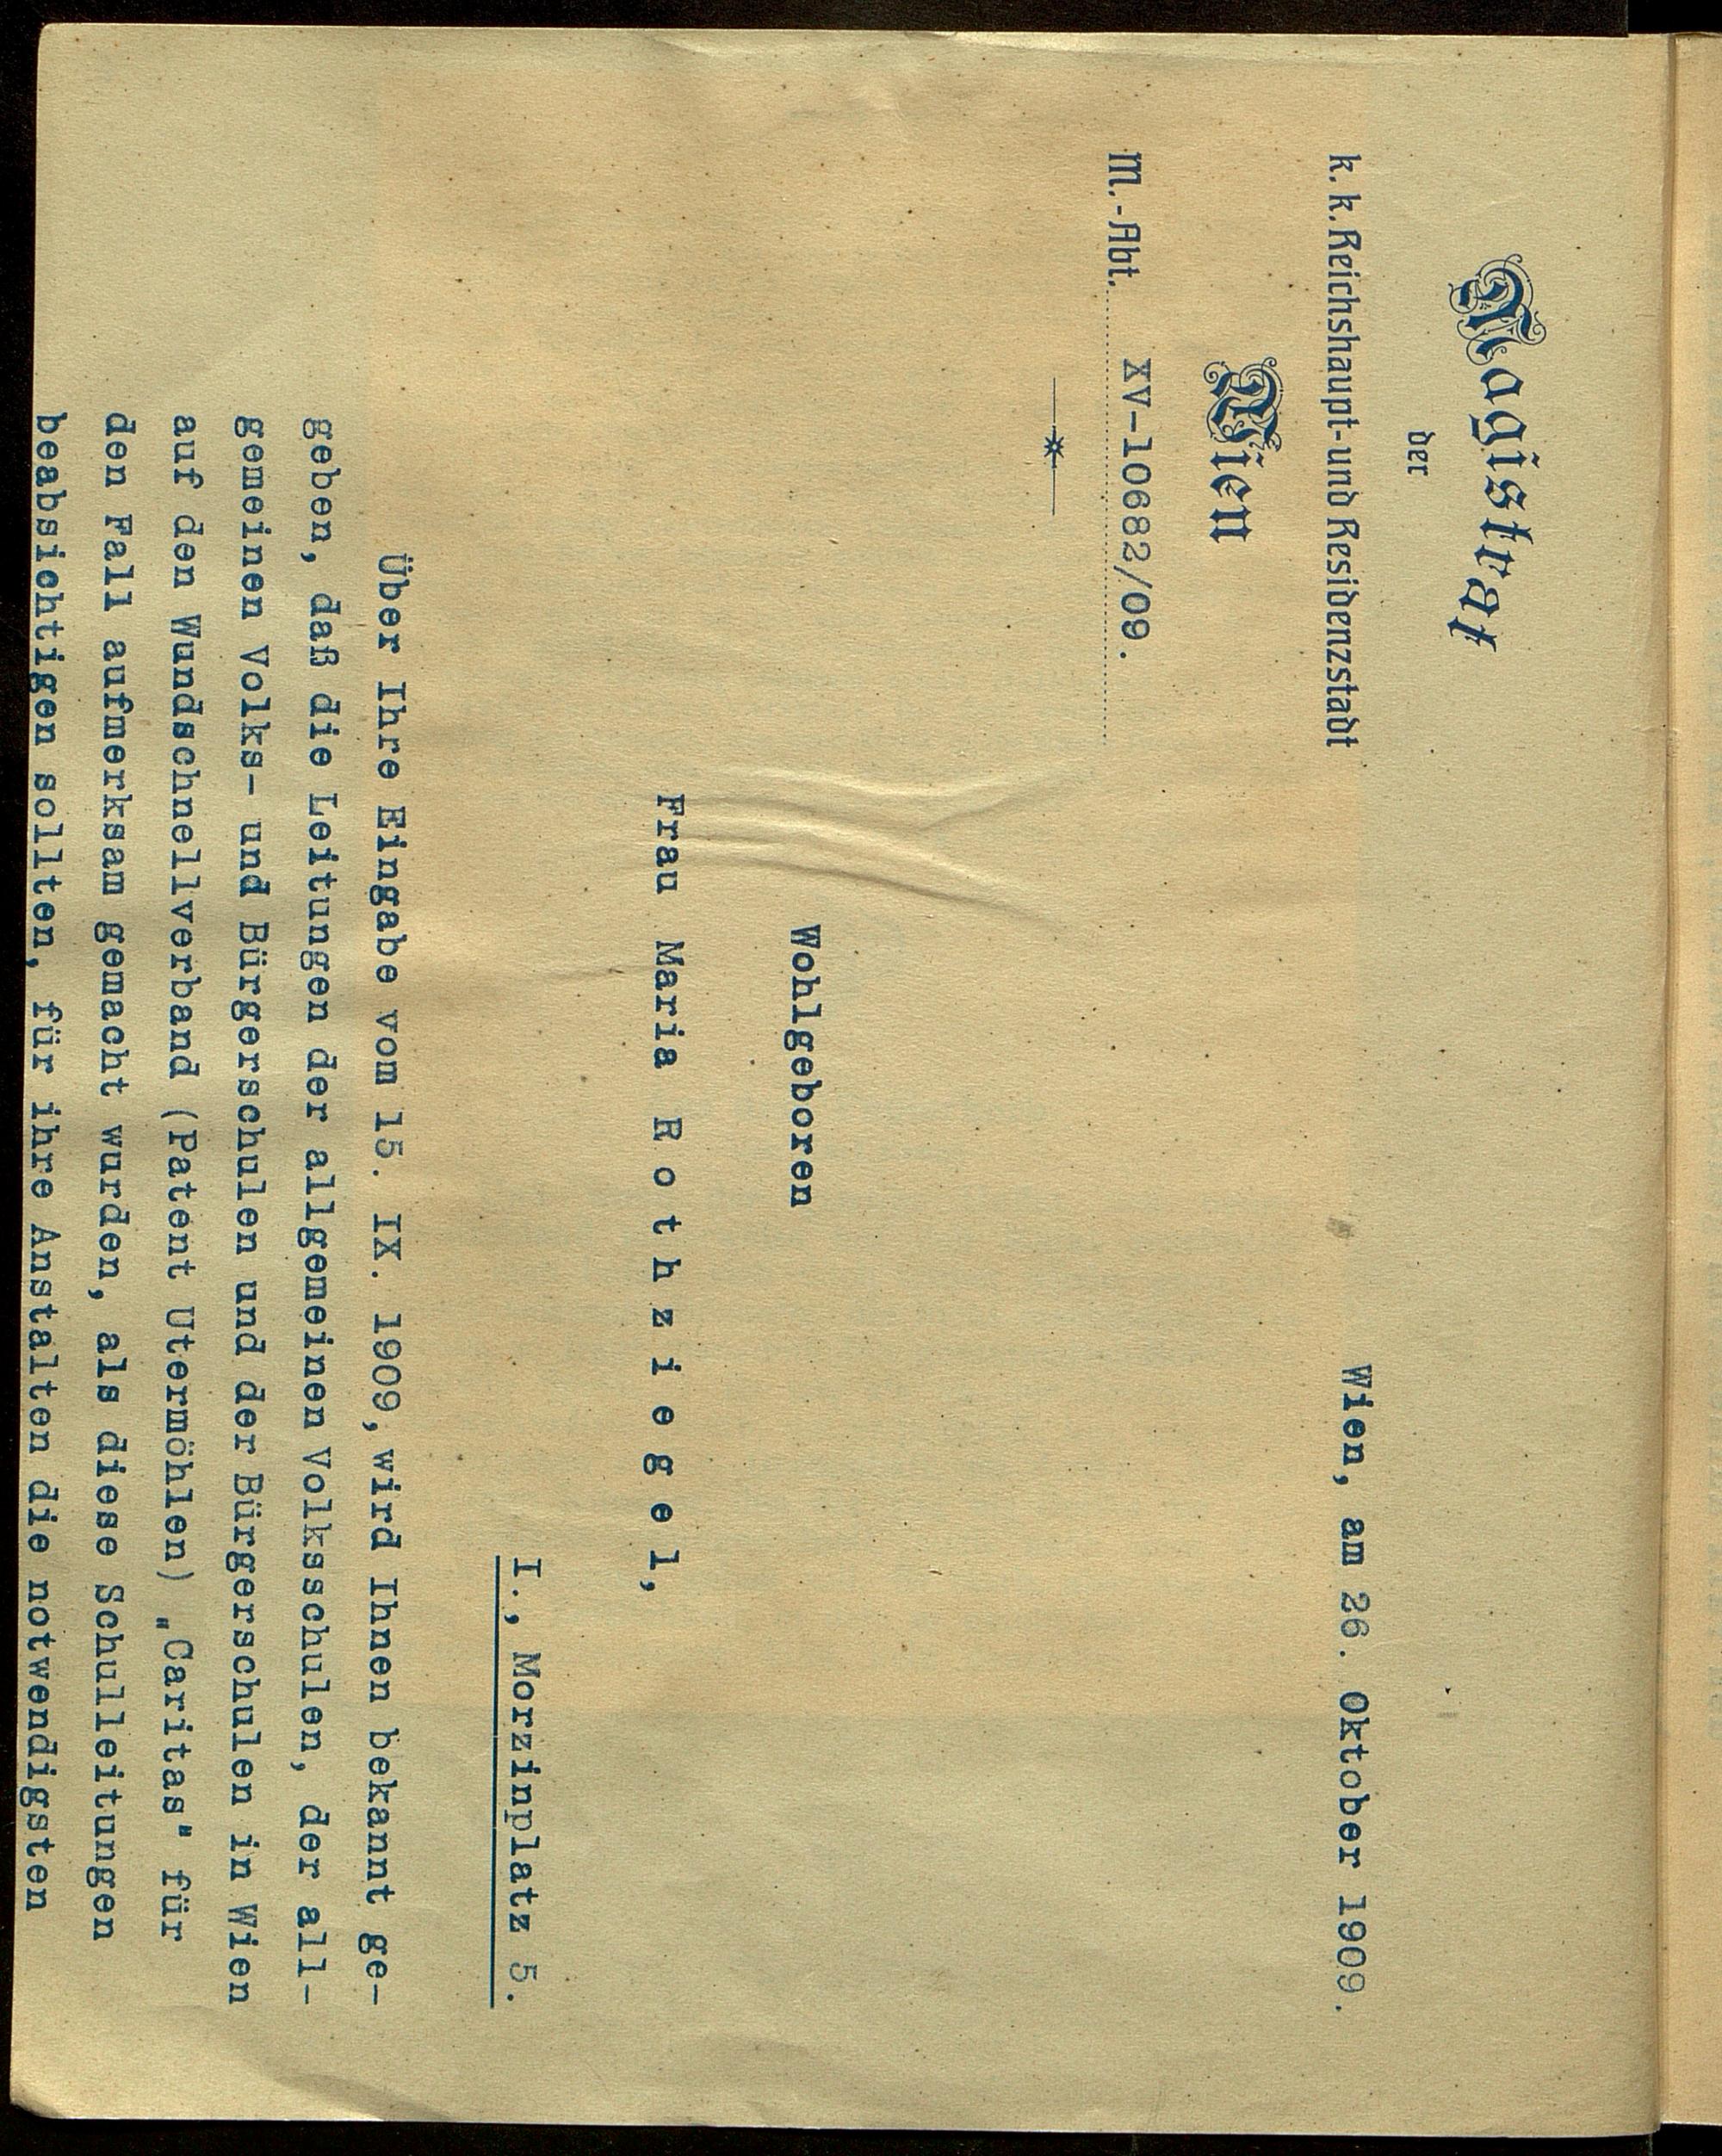 Magistrat
der
k. k. Reichshaupt- und Residenzstadt
Wien
M.-Abt. XV-10682/09.
Wien, am 26. Oktober 1909.
Wohlgeboren
Frau Maria Rothziegel,
I., Morzinplatz 5.
Über Ihre Eingabe vom 15. IX. 1909, wird Ihnen bekannt ge-
geben, daß die Leitungen der allgemeinen Volksschulen, der all-
gemeinen Volks- und Bürgerschulen und der Bürgerschulen in Wien
auf den Wundschnellverband (Patent Utermöhlen) „Caritas" für
den Fall aufmerksam gemacht wurden, als diese Schulleitungen
beabsichtigen sollten, für ihre Anstalten die notwendigsten